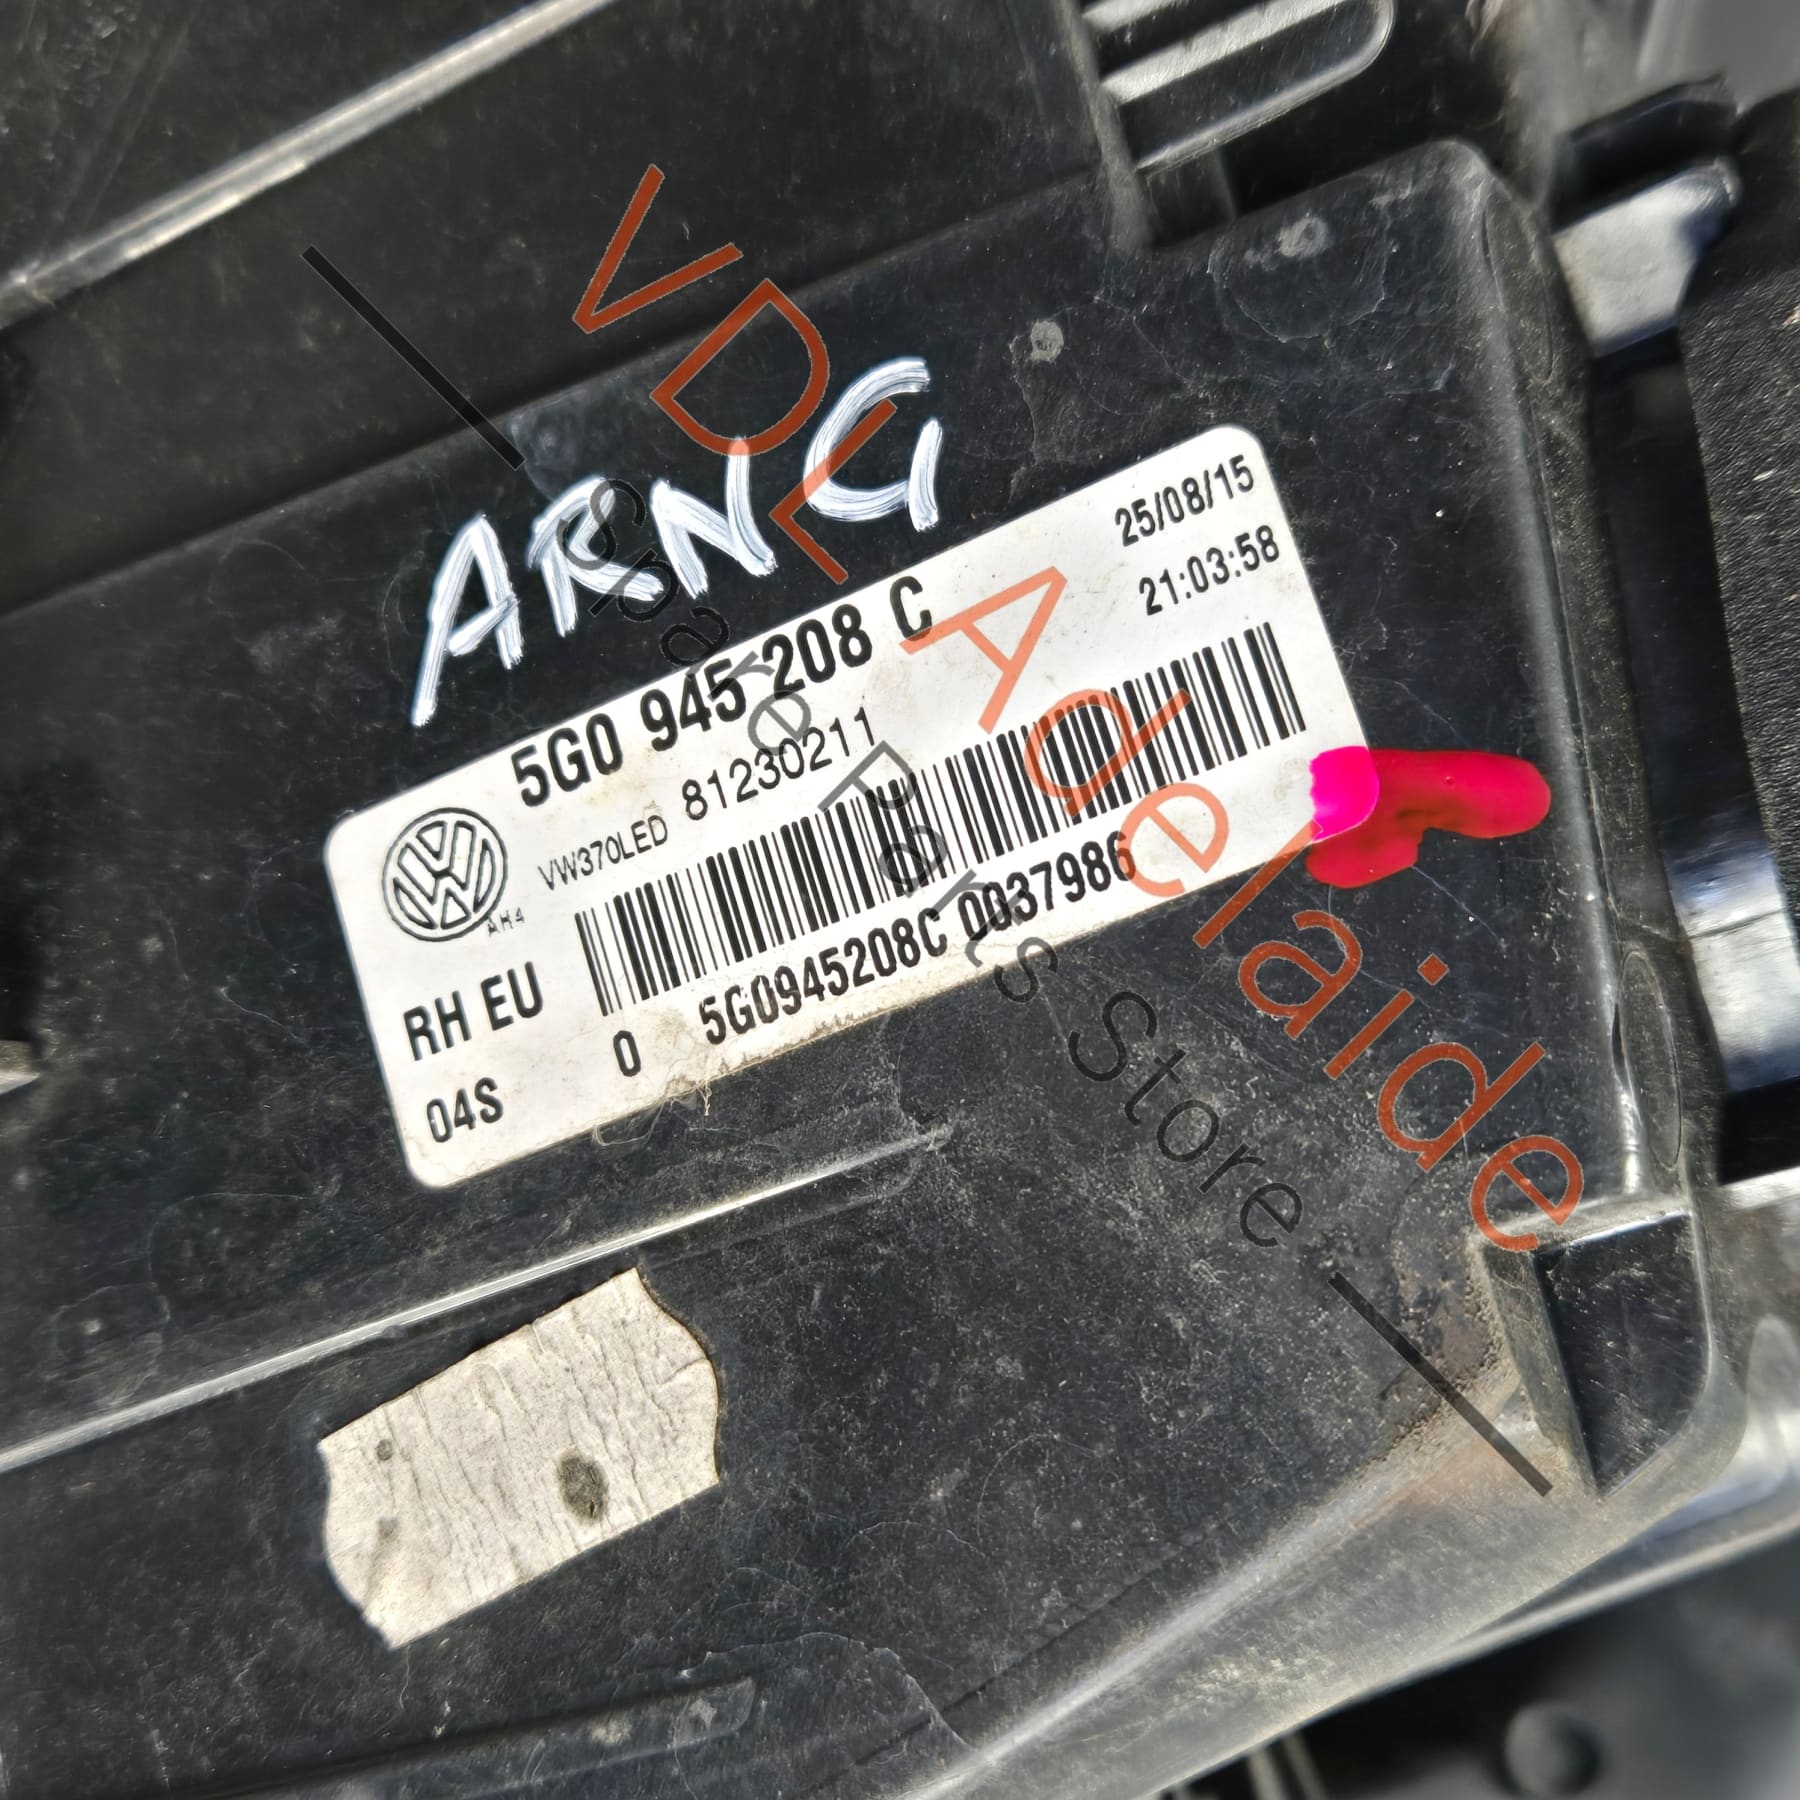 ARNG
25/08/15
21:03:58
5G0 945 208 C
VW370LED 81230211
AH4
RH EU
04S
0 5G0945208C 0037986
VDL Adelaide
Spare Parts Store